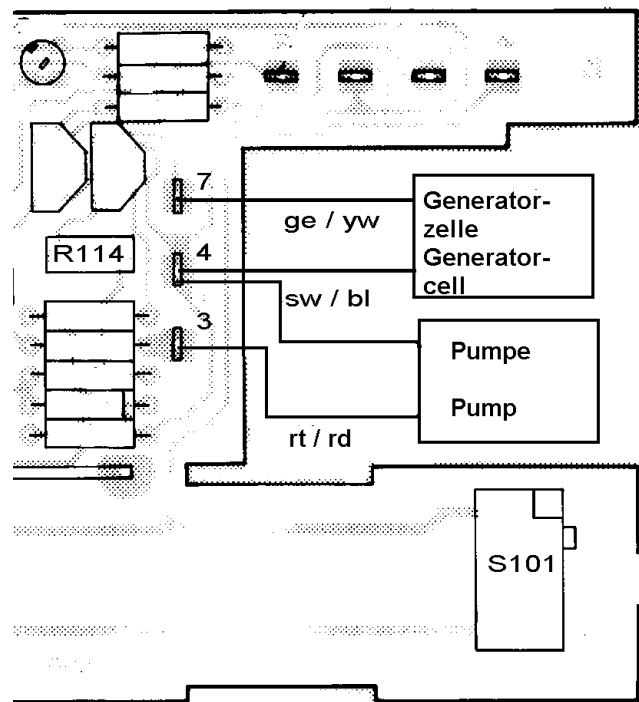 7
Generator-
zelle
ge / yw
R114
4
Generator-
cell
sw / bl
3
Pumpe
Pump
rt / rd
S101